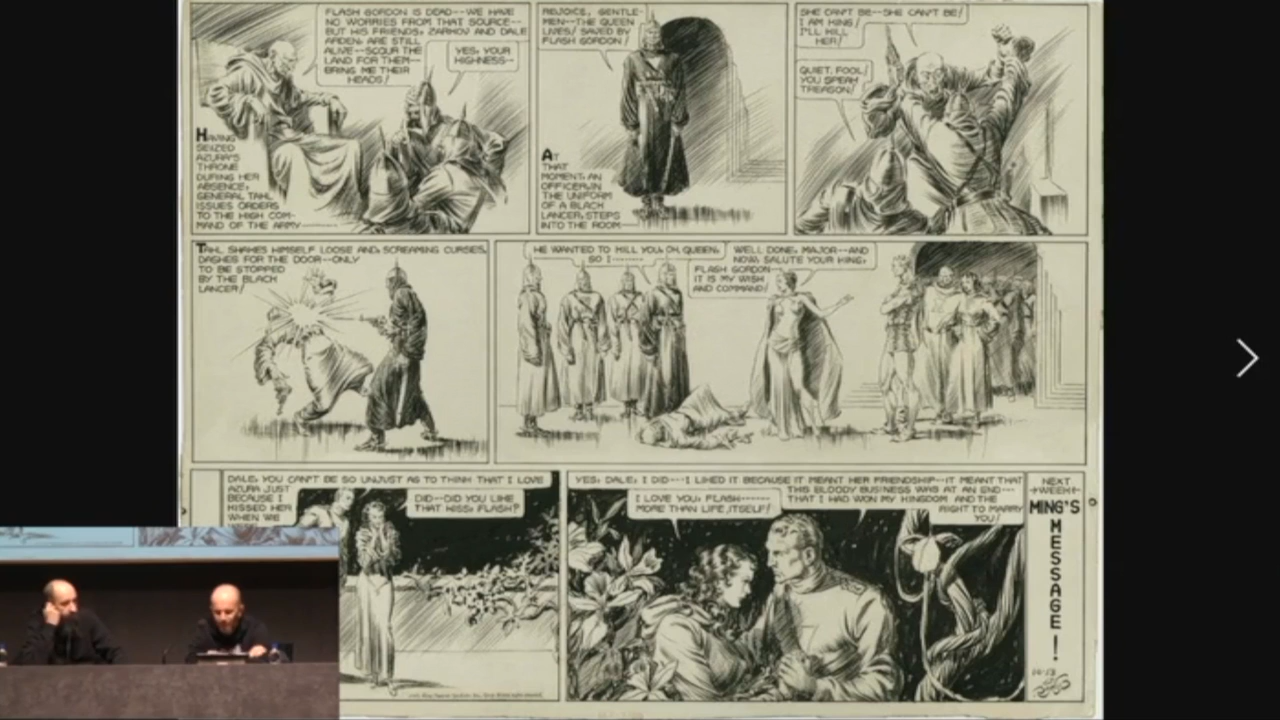 FLASH GORDON IS DEAD--WE HAVE
NO WORRIES FROM THAT SOURCE--
BUT HIS FRIENDS, ZARKOV AND DALE
ARDEN, ARE STILL
ALIVE--SCOUR THE
LAND FOR THEM--
BRING ME THEIR
HEADS!
YES, YOUR
HIGHNESS--
HAVING
SEIZED
AZURA'S
THRONE
DURING HER
ABSENCE,
GENERAL TAHL
ISSUES ORDERS
TO THE HIGH COM-
MAND OF THE ARMY
REJOICE, GENTLE-
MEN--THE QUEEN
LIVES! SAVED BY
FLASH GORDON!
AT
THAT
MOMENT, AN
OFFICER, IN
THE UNIFORM
OF A BLACK
LANCER, STEPS
INTO THE ROOM
SHE CAN'T BE--SHE CAN'T BE!
I AM KING!
I'LL KILL
HER!
QUIET, FOOL!
YOU SPEAK
TREASON!
TAHL SHAKES HIMSELF LOOSE AND, SCREAMING CURSES,
DASHES FOR THE DOOR--ONLY
TO BE STOPPED
BY THE BLACK
LANCER!
HE WANTED TO KILL YOU, OH, QUEEN,
SO I-------
WELL DONE, MAJOR--AND
NOW, SALUTE YOUR KING,
FLASH GORDON--
IT IS MY WISH
AND COMMAND!
DALE, YOU CAN'T BE SO UNJUST AS TO THINK THAT I LOVE
AZURA JUST
BECAUSE I
KISSED HER
WHEN WE
DID--DID YOU LIKE
THAT KISS, FLASH?
YES, DALE, I DID---I LIKED IT BECAUSE IT MEANT HER FRIENDSHIP--IT MEANT THAT
THIS BLOODY BUSINESS WAS AT AN END---
THAT I HAD WON MY KINGDOM AND THE
RIGHT TO MARRY
YOU!
I LOVE YOU, FLASH------
MORE THAN LIFE, ITSELF!
NEXT
WEEK
MING'S
MESSAGE!